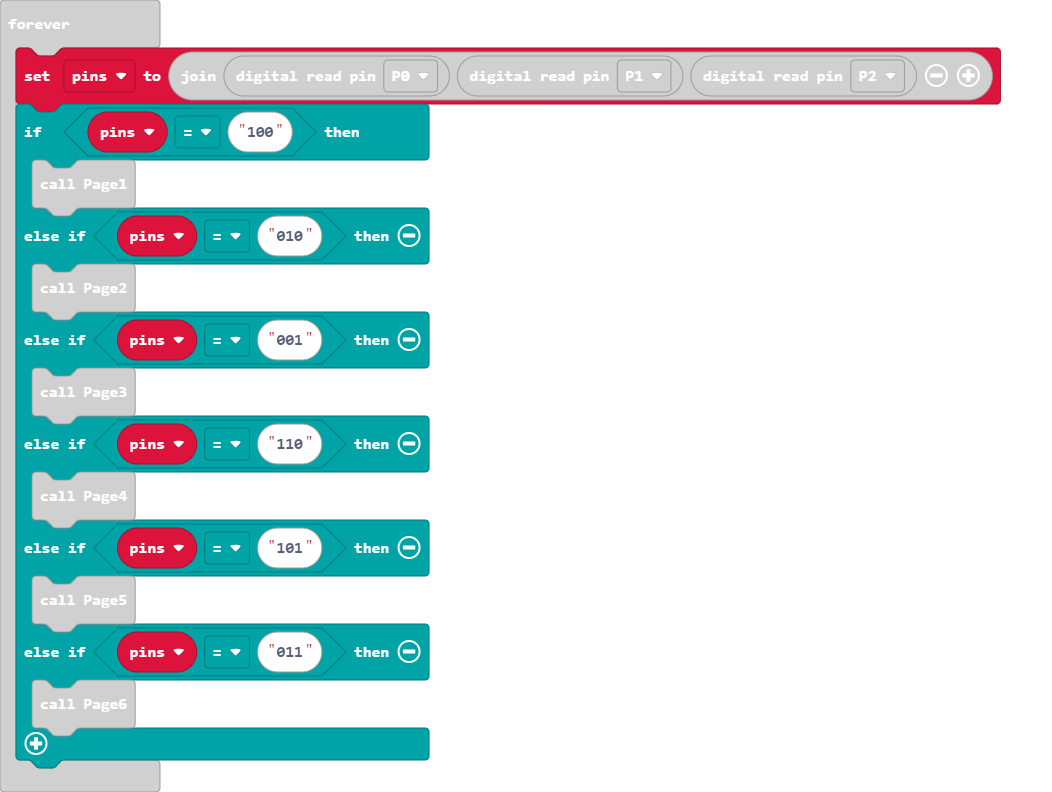 forever
set pins to join digital read pin P0 digital read pin P1 digital read pin P2
if pins = "100" then
call Page1
else if pins = "010" then
call Page2
else if pins = "001" then
call Page3
else if pins = "110" then
call Page4
else if pins = "101" then
call Page5
else if pins = "011" then
call Page6